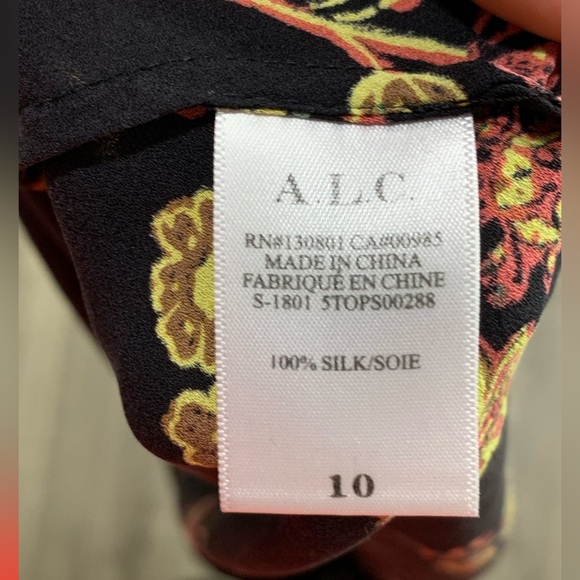 A.L.C.
RN#130801 CA#00985
MADE IN CHINA
FABRIQUÉ EN CHINE
S-1801 5TOPS00288
100% SILK/SOIE
10